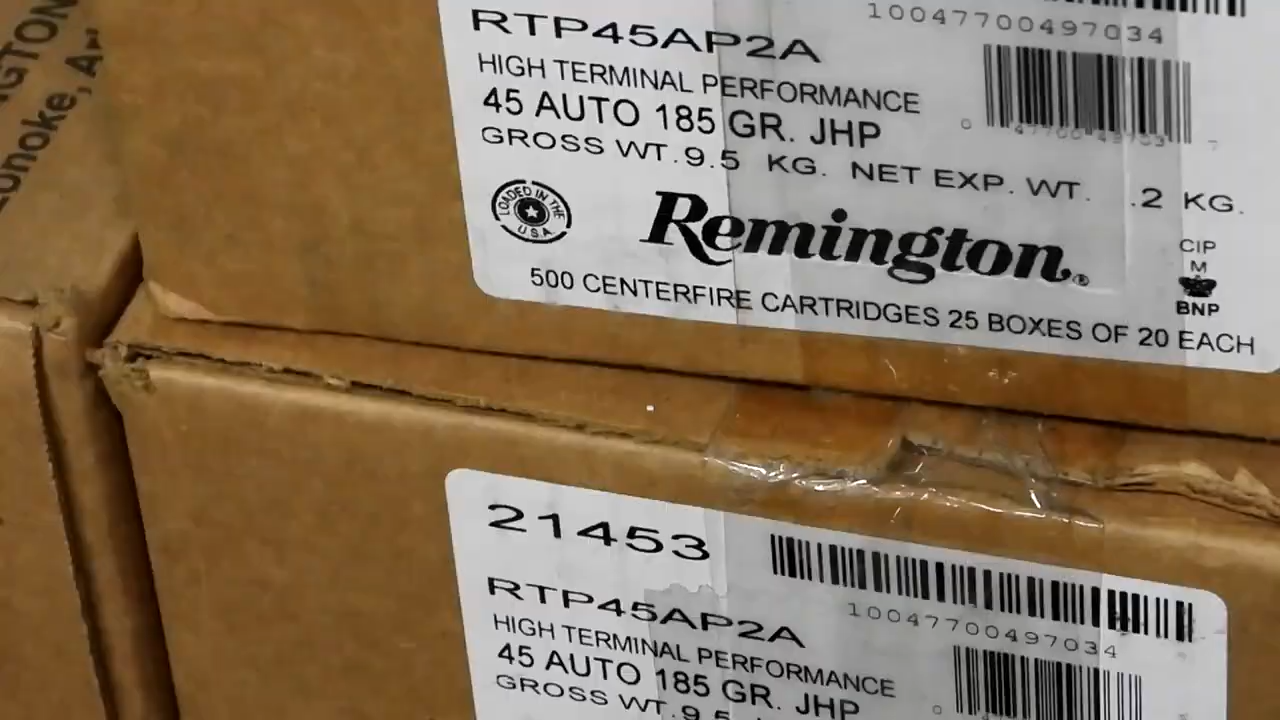 NGTON
Lonoke, A
10047700497034
RTP45AP2A
HIGH TERMINAL PERFORMANCE
45 AUTO 185 GR. JHP
GROSS WT. 9.5 KG. NET EXP. WT. .2 KG.
LOADED IN THE U.S.A.
Remington®
CIP
M
BNP
500 CENTERFIRE CARTRIDGES 25 BOXES OF 20 EACH
21453
10047700497034
RTP45AP2A
HIGH TERMINAL PERFORMANCE
45 AUTO 185 GR. JHP
GROSS WT. 9.5